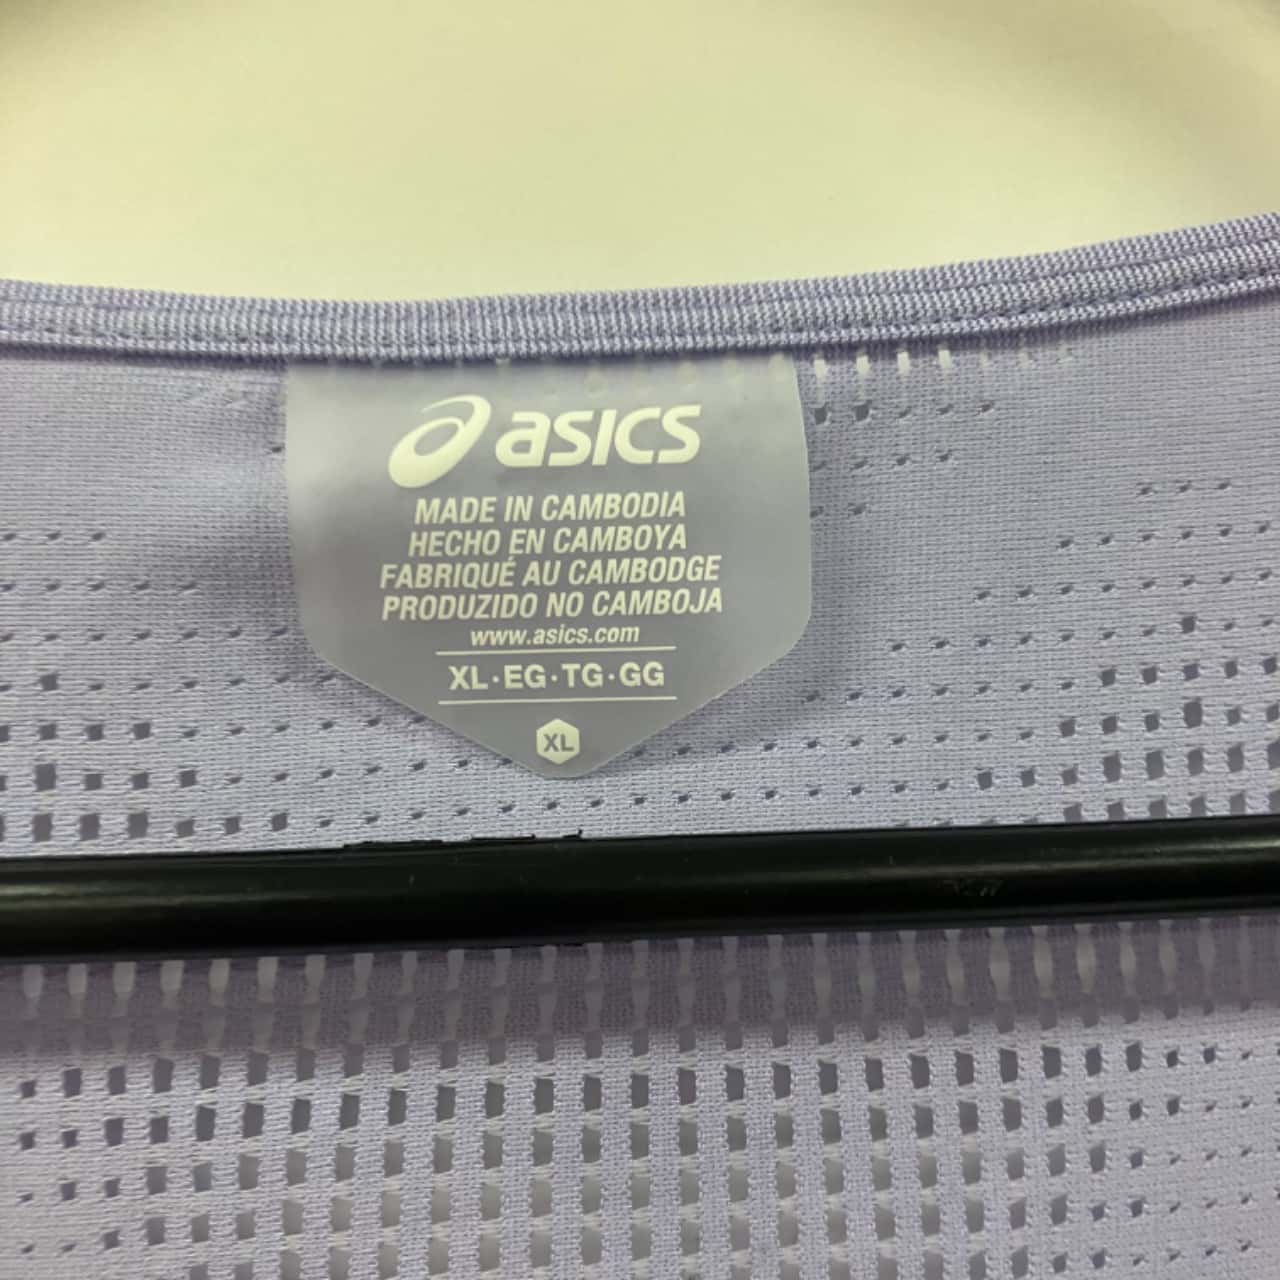 asics
MADE IN CAMBODIA
HECHO EN CAMBOYA
FABRIQUÉ AU CAMBODGE
PRODUZIDO NO CAMBOJA
www.asics.com
XL·EG·TG·GG
XL